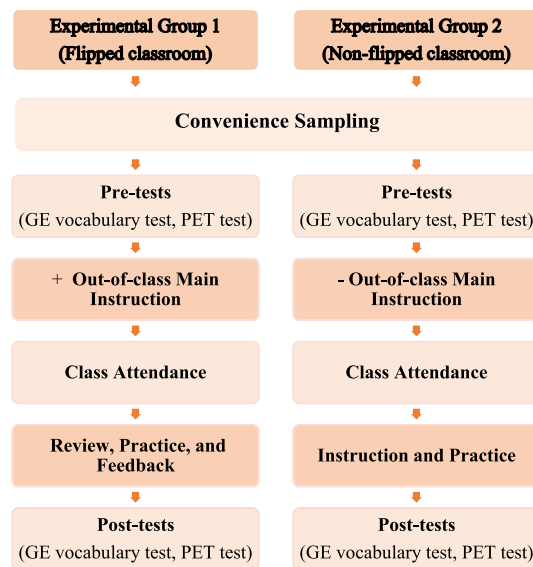 Experimental Group 1
(Flipped classroom)
Experimental Group 2
(Non-flipped classroom)
Convenience Sampling
Pre-tests
(GE vocabulary test, PET test)
Pre-tests
(GE vocabulary test, PET test)
+ Out-of-class Main
Instruction
- Out-of-class Main
Instruction
Class Attendance
Class Attendance
Review, Practice, and
Feedback
Instruction and Practice
Post-tests
(GE vocabulary test, PET test)
Post-tests
(GE vocabulary test, PET test)